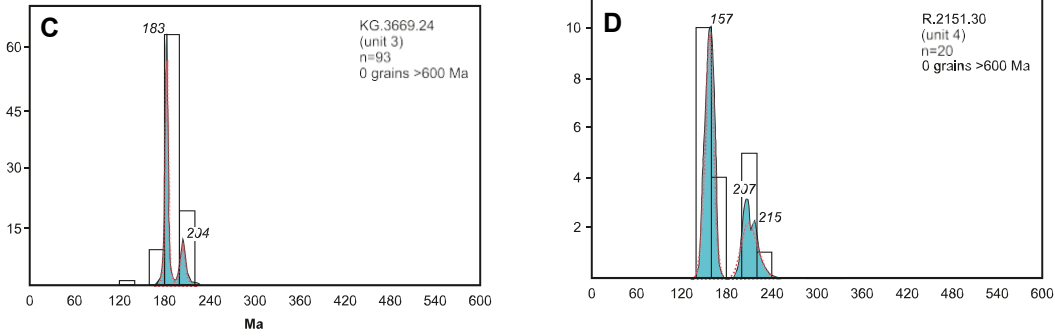 C
183
KG.3669.24
(unit 3)
n=93
0 grains >600 Ma
60
45
30
15
204
0 60 120 180 240 300 360 420 480 540 600
Ma
D
157
R.2151.30
(unit 4)
n=20
0 grains >600 Ma
10
8
6
4
2
207
215
0 60 120 180 240 300 360 420 480 540 600